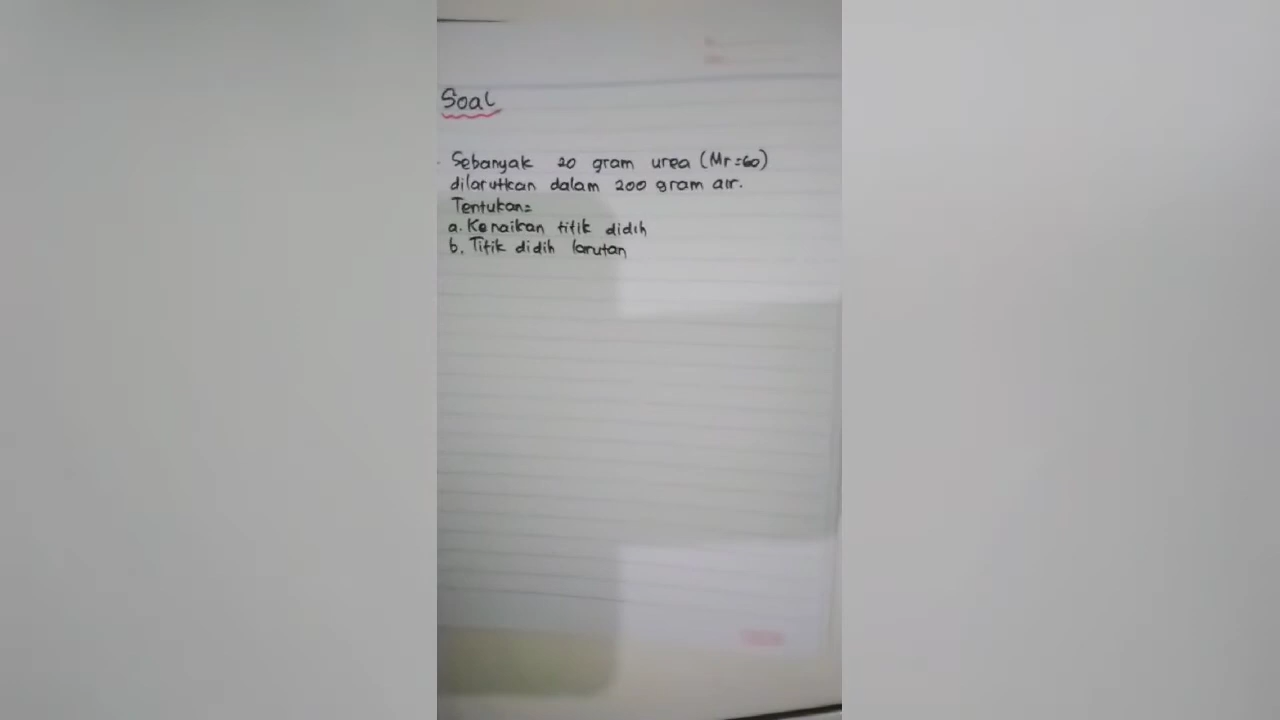 Soal
Sebanyak 20 gram urea (Mr=60)
dilarutkan dalam 200 gram air.
Tentukan=
a. Kenaikan titik didih
b. Titik didih larutan